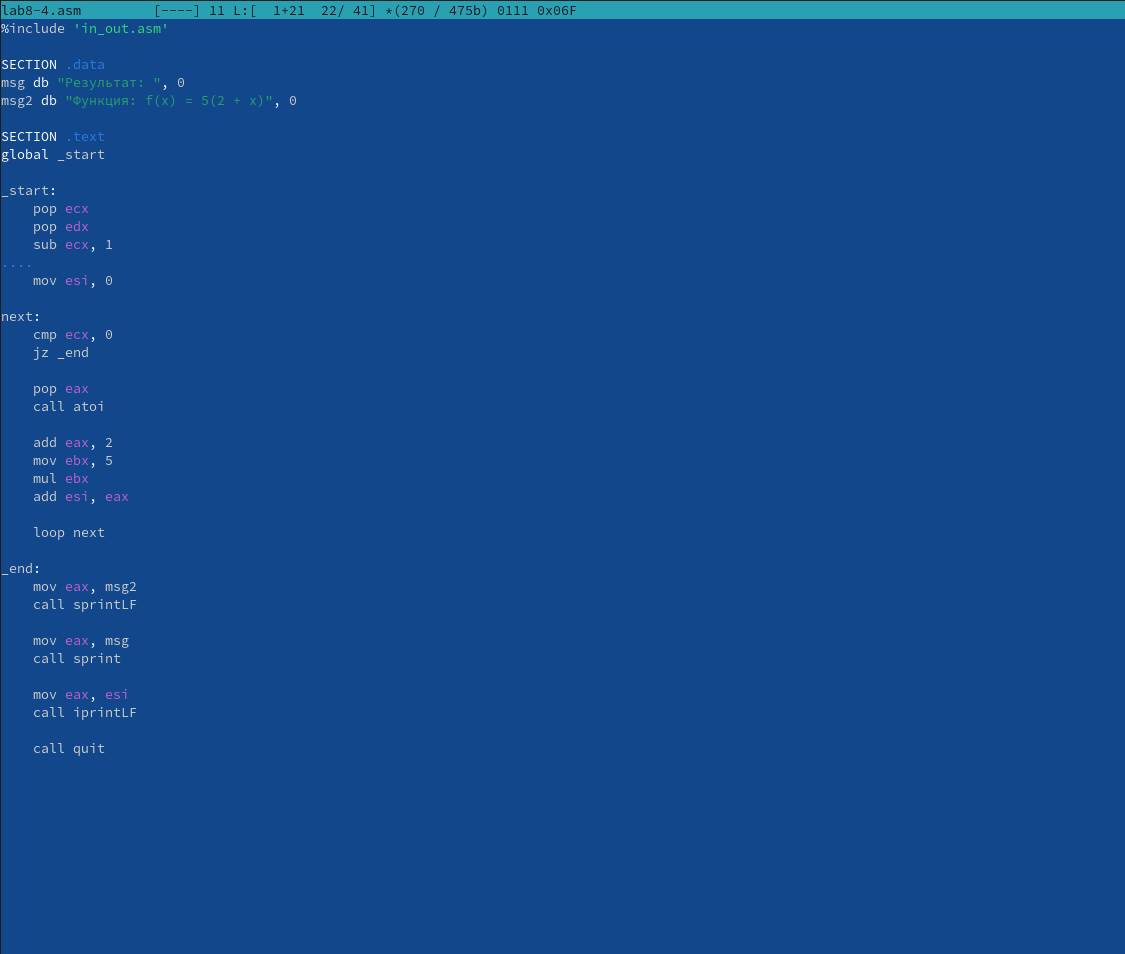 lab8-4.asm         [----] 11 L:[  1+21  22/ 41] *(270 / 475b) 0111 0x06F
%include 'in_out.asm'

SECTION .data
msg db "Результат: ", 0
msg2 db "Функция: f(x) = 5(2 + x)", 0

SECTION .text
global _start

_start:
    pop ecx
    pop edx
    sub ecx, 1
....
    mov esi, 0

next:
    cmp ecx, 0
    jz _end

    pop eax
    call atoi

    add eax, 2
    mov ebx, 5
    mul ebx
    add esi, eax

    loop next

_end:
    mov eax, msg2
    call sprintLF

    mov eax, msg
    call sprint

    mov eax, esi
    call iprintLF

    call quit